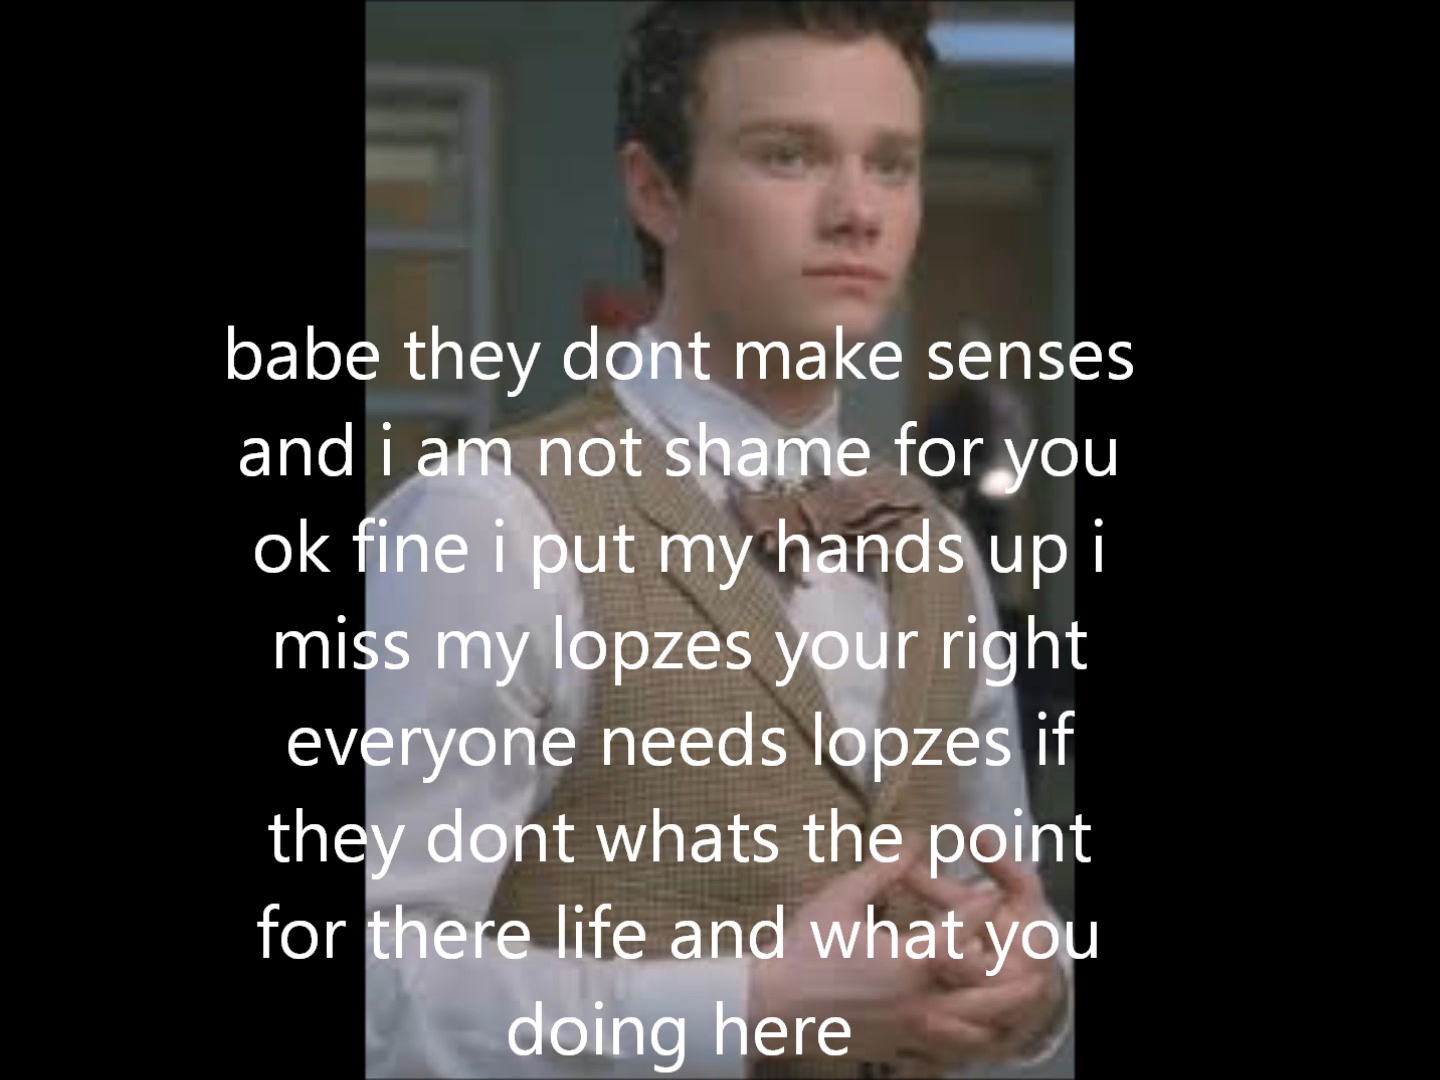 babe they dont make senses
and i am not shame for you
ok fine i put my hands up i
miss my lopzes your right
everyone needs lopzes if
they dont whats the point
for there life and what you
doing here